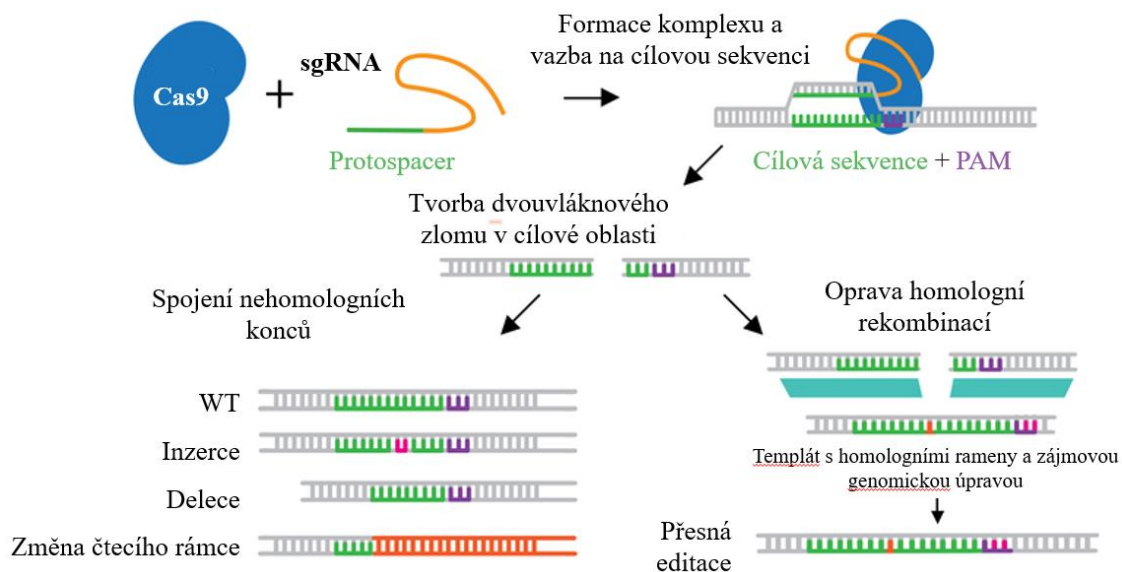 Cas9
+
sgRNA
Protospacer
Formace komplexu a
vazba na cílovou sekvenci
Cílová sekvence + PAM
Tvorba dvouvláknového
zlomu v cílové oblasti
Spojení nehomologních
konců
WT
Inzerce
Delece
Změna čtecího rámce
Oprava homologní
rekombinací
Templát s homologními rameny a zájmovou
genomickou úpravou
Přesná
editace